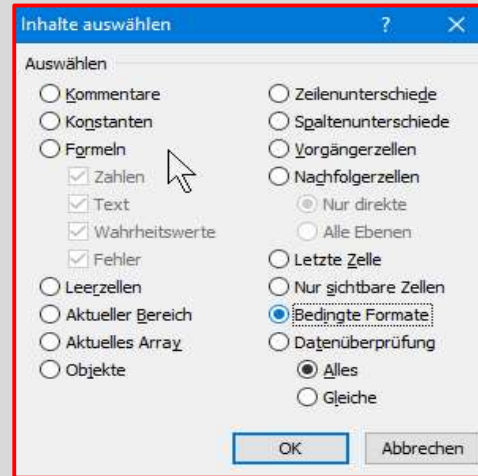 Inhalte auswählen
?
Auswählen
Kommentare
Konstanten
Formeln
Zahlen
Text
Wahrheitswerte
Fehler
Leerzellen
Aktueller Bereich
Aktuelles Array
Objekte
Zeilenunterschiede
Spaltenunterschiede
Vorgängerzellen
Nachfolgerzellen
Nur direkte
Alle Ebenen
Letzte Zelle
Nur sichtbare Zellen
Bedingte Formate
Datenüberprüfung
Alles
Gleiche
OK
Abbrechen